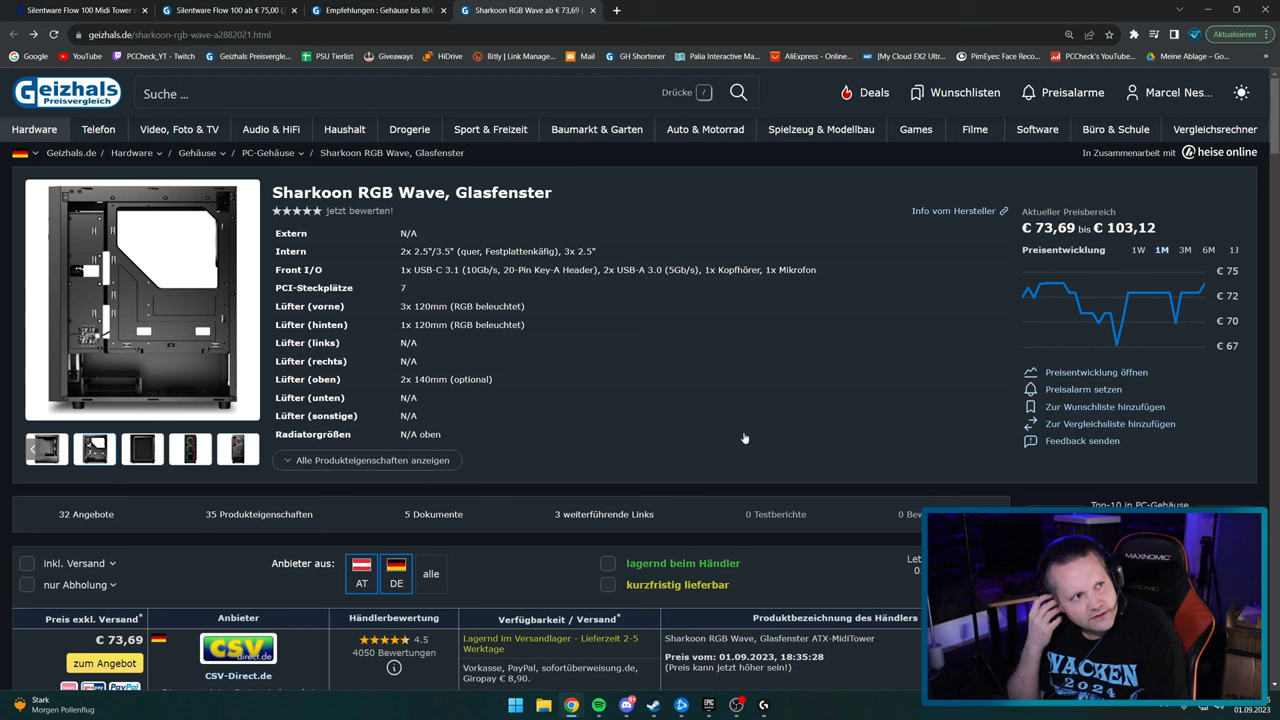 Silentware Flow 100 Midi Tower
Silentware Flow 100 ab € 75,00
Empfehlungen : Gehäuse bis 80€
Sharkoon RGB Wave ab € 73,69
geizhals.de/sharkoon-rgb-wave-a2882021.html
Aktualisieren
Google
YouTube
PCCheck_YT - Twitch
Geizhals Preisvergleich...
PSU Tierlist
Giveaways
HiDrive
Bitly | Link Manage...
Mail
GH Shortener
Palia Interactive M...
AliExpress - Online...
[My Cloud EX2 Ultr...
PimEyes: Face Reco...
PCCheck's YouTube...
Meine Ablage – Go...
Geizhals
Preisvergleich
Suche ...
Drücke /
Deals
Wunschlisten
Preisalarme
Marcel Nes...
Hardware
Telefon
Video, Foto & TV
Audio & HiFi
Haushalt
Drogerie
Sport & Freizeit
Baumarkt & Garten
Auto & Motorrad
Spielzeug & Modellbau
Games
Filme
Software
Büro & Schule
Vergleichsrechner
Geizhals.de / Hardware / Gehäuse / PC-Gehäuse / Sharkoon RGB Wave, Glasfenster
In Zusammenarbeit mit heise online
Sharkoon RGB Wave, Glasfenster
jetzt bewerten!
Info vom Hersteller
Extern N/A
Intern 2x 2.5"/3.5" (quer, Festplattenkäfig), 3x 2.5"
Front I/O 1x USB-C 3.1 (10Gb/s, 20-Pin Key-A Header), 2x USB-A 3.0 (5Gb/s), 1x Kopfhörer, 1x Mikrofon
PCI-Steckplätze 7
Lüfter (vorne) 3x 120mm (RGB beleuchtet)
Lüfter (hinten) 1x 120mm (RGB beleuchtet)
Lüfter (links) N/A
Lüfter (rechts) N/A
Lüfter (oben) 2x 140mm (optional)
Lüfter (unten) N/A
Lüfter (sonstige) N/A
Radiatorgrößen N/A oben
Alle Produkteigenschaften anzeigen
Aktueller Preisbereich
€ 73,69 bis € 103,12
Preisentwicklung 1W 1M 3M 6M 1J
€ 75
€ 72
€ 70
€ 67
Preisentwicklung öffnen
Preisalarm setzen
Zur Wunschliste hinzufügen
Zur Vergleichsliste hinzufügen
Feedback senden
32 Angebote
35 Produkteigenschaften
5 Dokumente
3 weiterführende Links
0 Testberichte
Top-10 in PC-Gehäuse
inkl. Versand
nur Abholung
Anbieter aus:
AT
DE
alle
lagernd beim Händler
kurzfristig lieferbar
Preis exkl. Versand*
Anbieter
Händlerbewertung
Verfügbarkeit / Versand*
Produktbezeichnung des Händlers
€ 73,69
zum Angebot
PayPal
CSV
direct.de
CSV-Direct.de
4.5
4050 Bewertungen
Lagernd im Versandlager - Lieferzeit 2-5
Werktage
Vorkasse, PayPal, sofortüberweisung.de,
Giropay € 8,90.
Sharkoon RGB Wave, Glasfenster ATX-MidiTower
Preis vom: 01.09.2023, 18:35:28
(Preis kann jetzt höher sein!)
MAXNOMIC
WACKEN
2024
Stark
Morgen Pollenflug
EPIC
01.09.2023